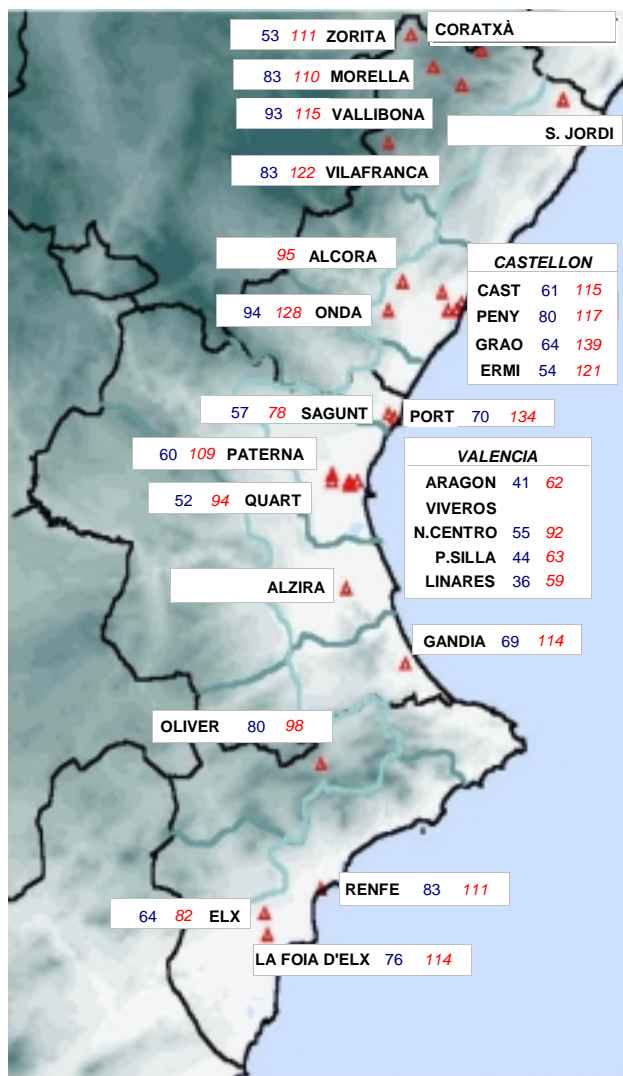 53 111 ZORITA
CORATXÀ
83 110 MORELLA
93 115 VALLIBONA
S. JORDI
83 122 VILAFRANCA
95 ALCORA
94 128 ONDA
CASTELLON
CAST 61 115
PENY 80 117
GRAO 64 139
ERMI 54 121
57 78 SAGUNT
PORT 70 134
60 109 PATERNA
52 94 QUART
VALENCIA
ARAGON 41 62
VIVEROS
N.CENTRO 55 92
P.SILLA 44 63
LINARES 36 59
ALZIRA
GANDIA 69 114
OLIVER 80 98
RENFE 83 111
64 82 ELX
LA FOIA D'ELX 76 114